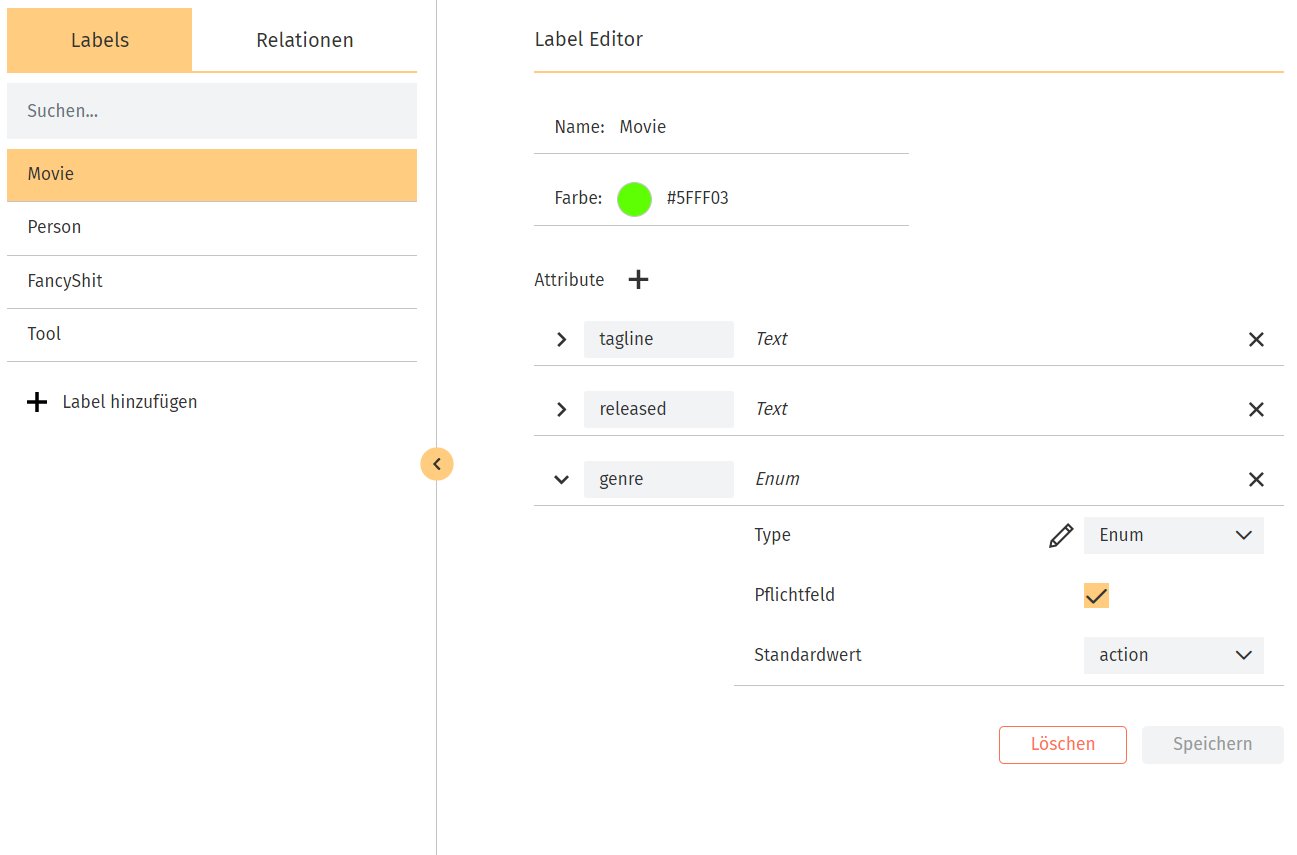 Labels
Relationen
Suchen...
Movie
Person
FancyShit
Tool
Label hinzufügen
Label Editor
Name: Movie
Farbe: #5FFF03
Attribute
tagline Text
released Text
genre Enum
Type Enum
Pflichtfeld
Standardwert action
Löschen Speichern